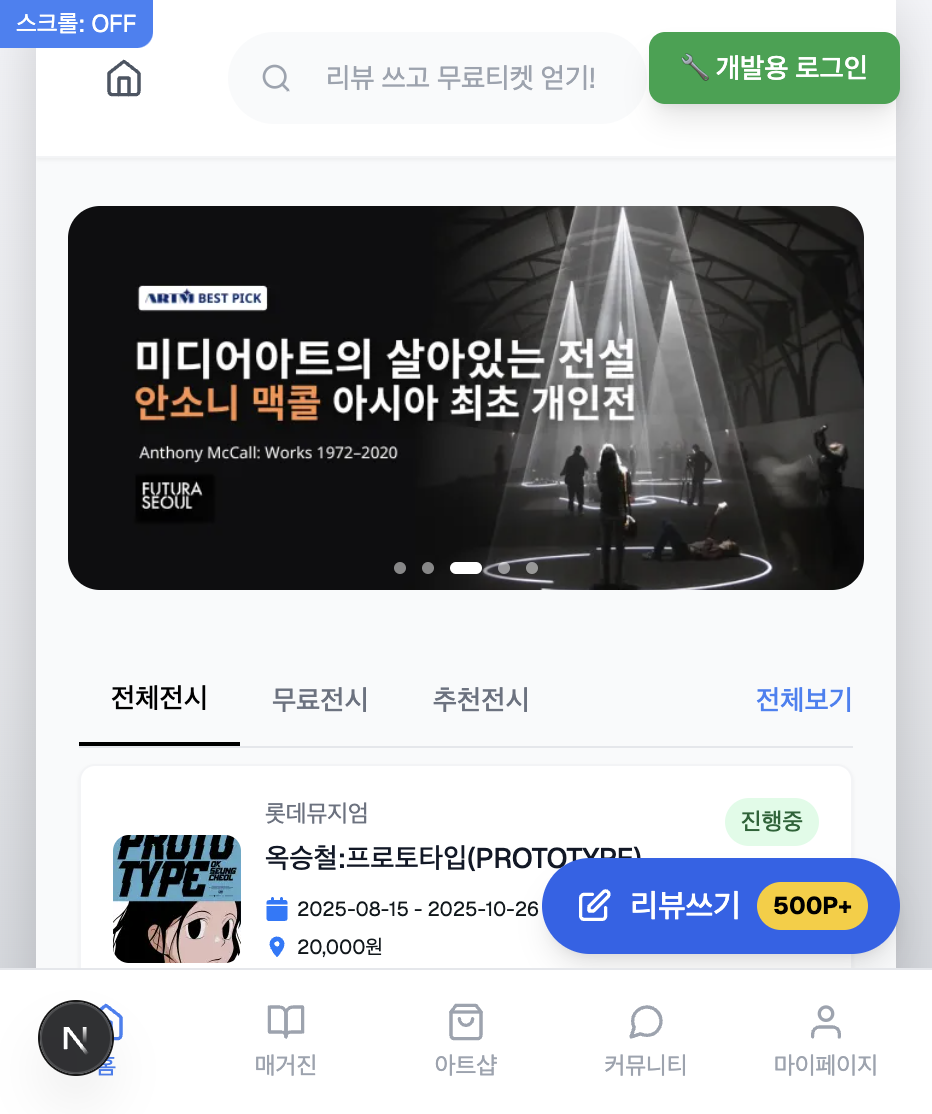 스크롤: OFF
리뷰 쓰고 무료티켓 얻기!
🔧 개발용 로그인
ARTM BEST PICK
미디어아트의 살아있는 전설
안소니 맥콜 아시아 최초 개인전
Anthony McCall: Works 1972–2020
FUTURA
SEOUL
전체전시
무료전시
추천전시
전체보기
롯데뮤지엄
진행중
옥승철:프로토타입(PROTOTYPE)
PROTO
TYPE
OK
SEUNG
CHEOL
2025-08-15 - 2025-10-26
20,000원
리뷰쓰기 500P+
N
홈
매거진
아트샵
커뮤니티
마이페이지